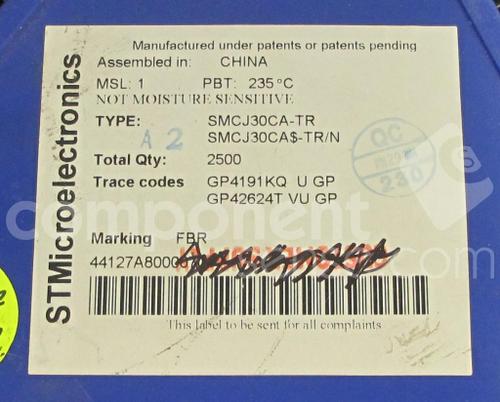 Manufactured under patents or patents pending
Assembled in: CHINA
MSL: 1 PBT: 235°C
NOT MOISTURE SENSITIVE
TYPE: SMCJ30CA-TR
SMCJ30CA$-TR/N
A 2
Total Qty: 2500
Trace codes GP4191KQ U GP
GP42624T VU GP
Marking FBR
44127A8000
This label to be sent for all complaints
STMicroelectronics
QC
230
component
.com